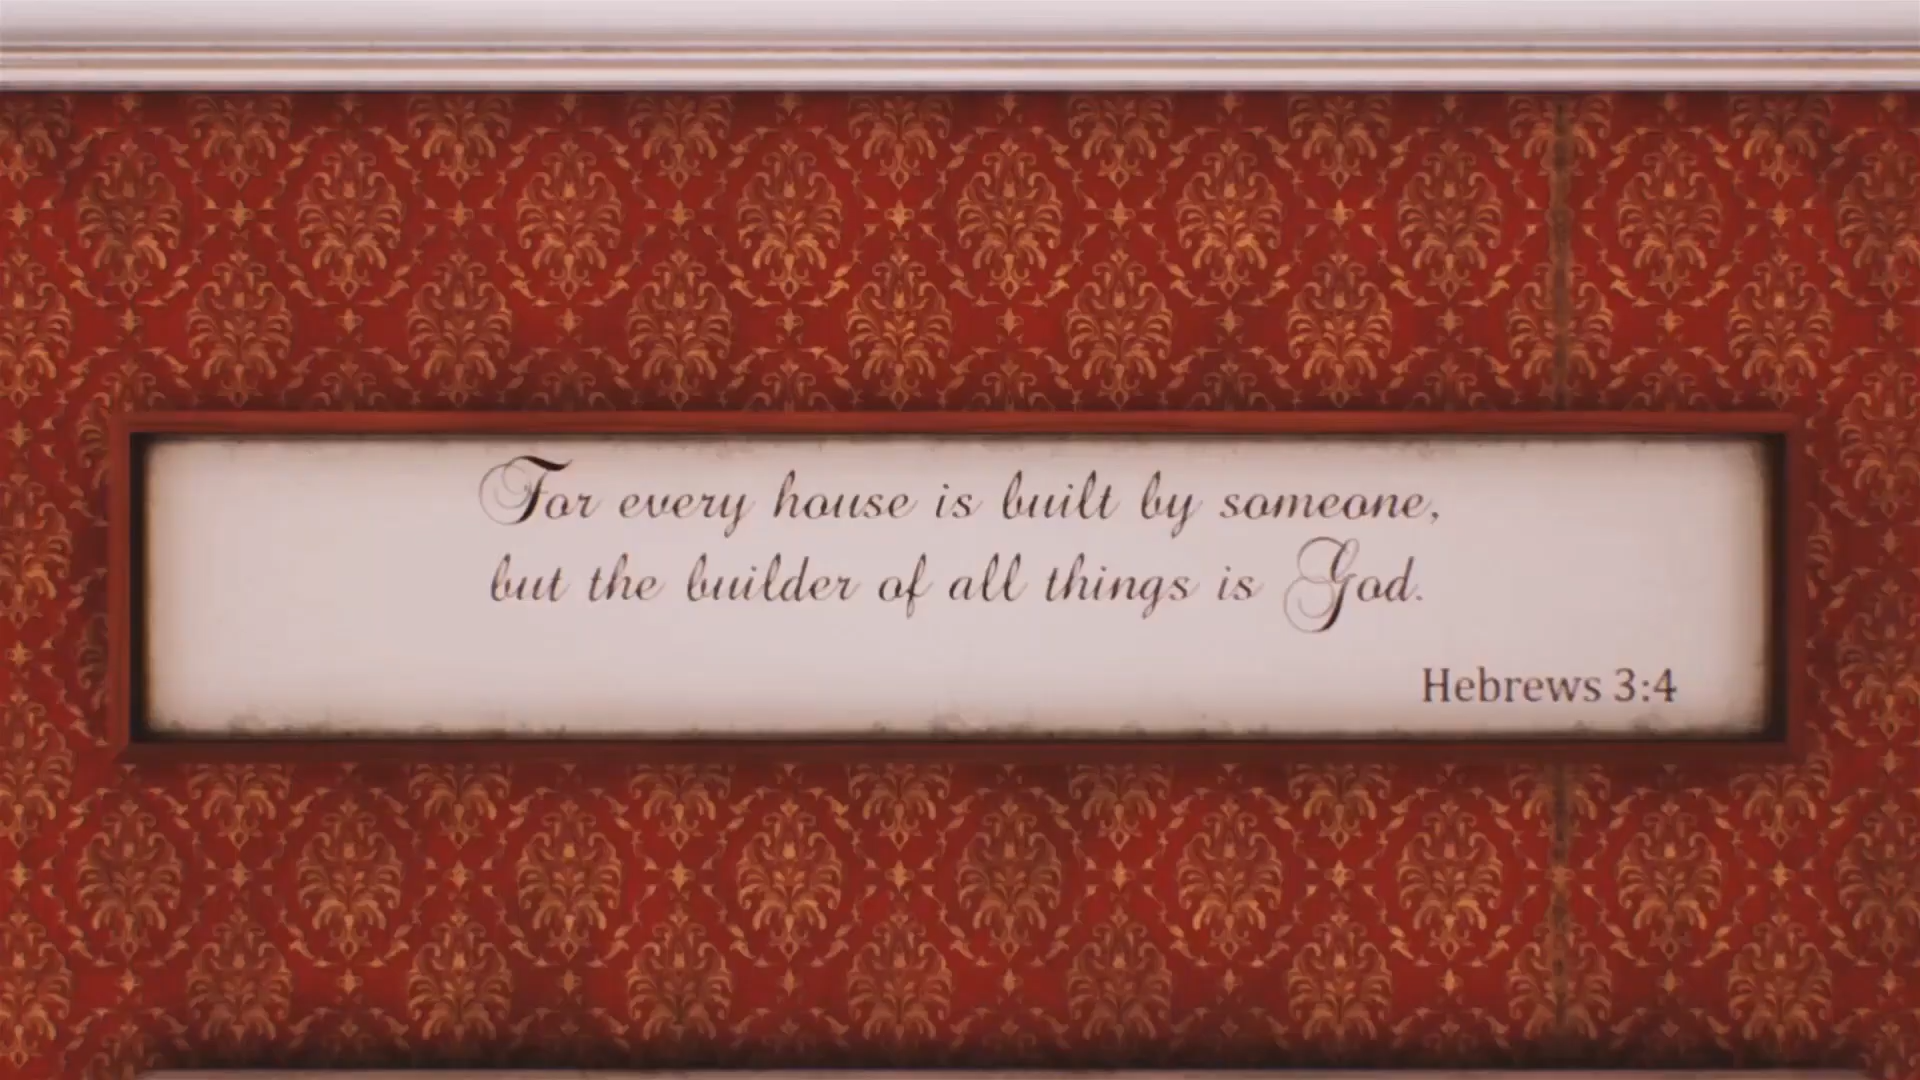 For every house is built by someone,
but the builder of all things is God.
Hebrews 3:4